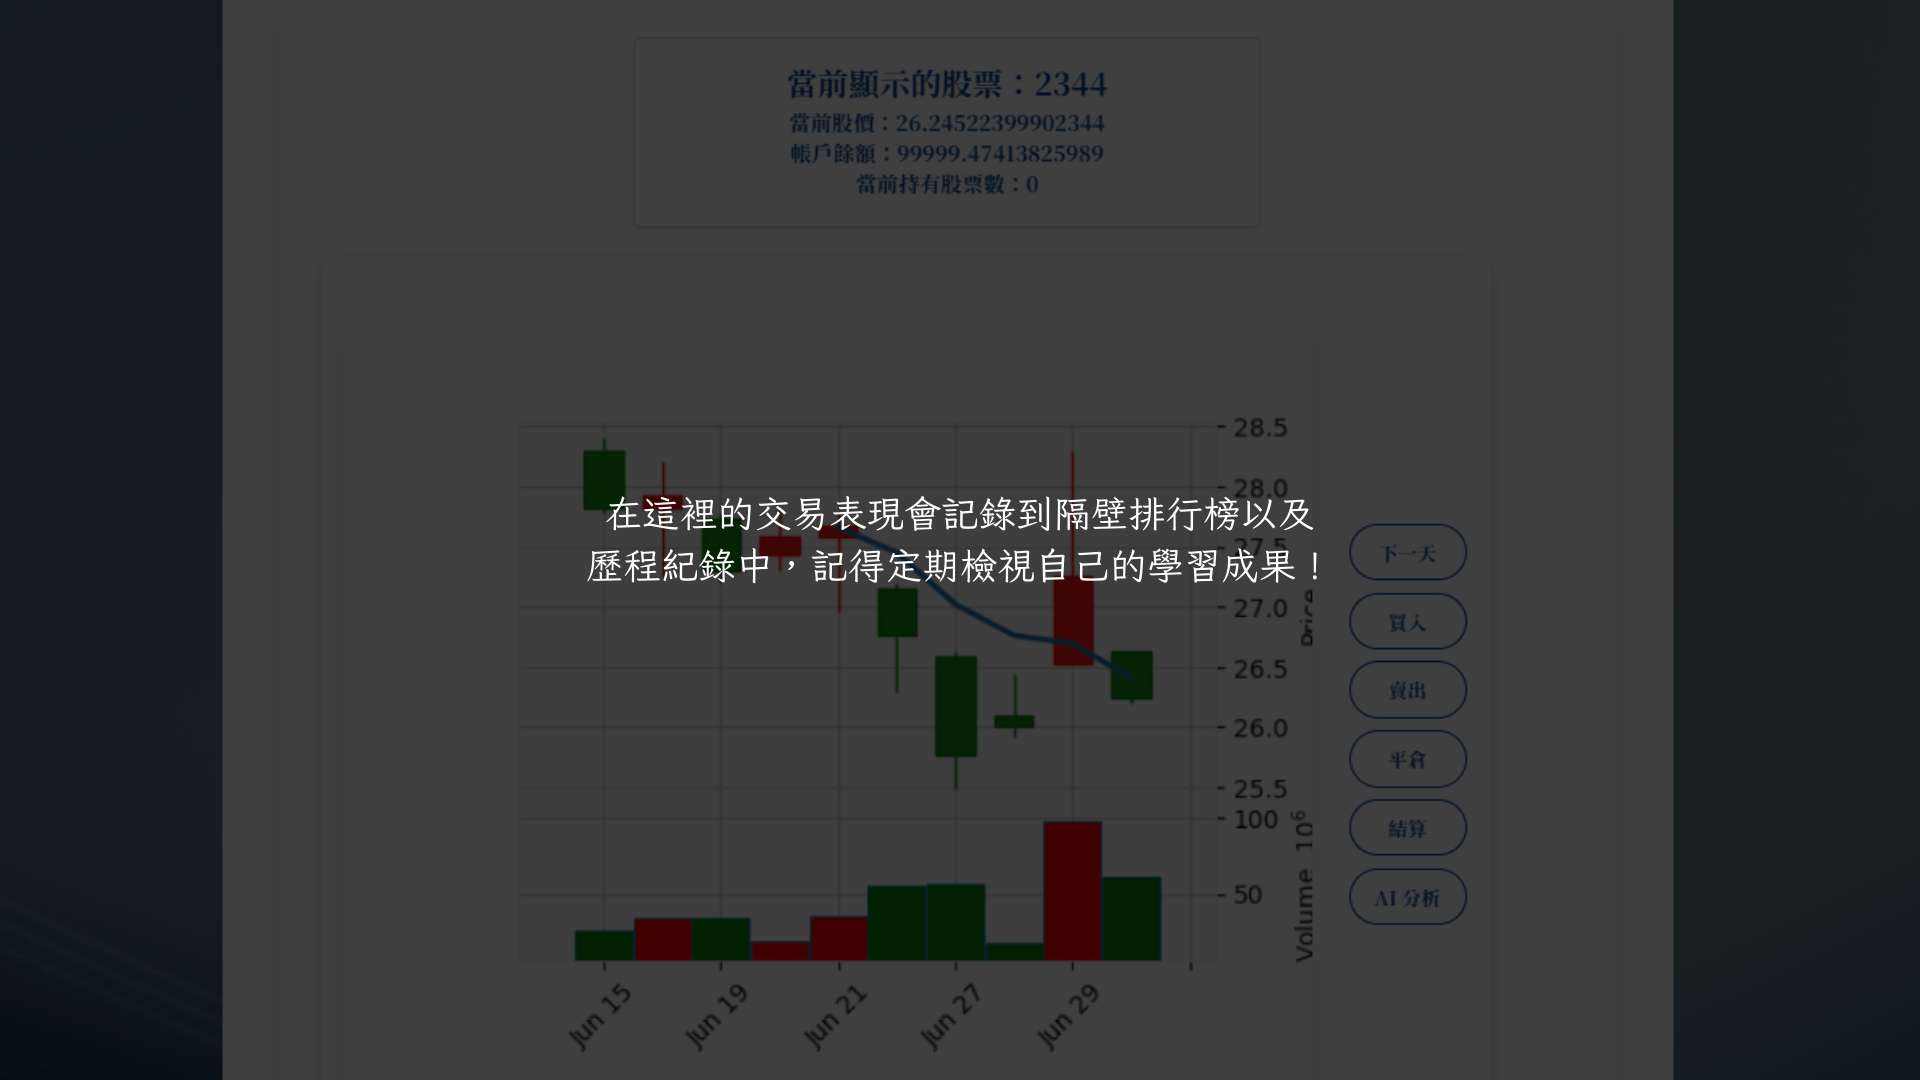 當前顯示的股票：2344
當前股價：26.24522399902344
帳戶餘額：99999.47413825989
當前持有股票數：0
28.5
28.0
在這裡的交易表現會記錄到隔壁排行榜以及
27.5
歷程紀錄中，記得定期檢視自己的學習成果！
27.0
Price
26.5
26.0
25.5
100
50
Volume 10⁶
Jun 15
Jun 19
Jun 21
Jun 27
Jun 29
下一天
買入
賣出
平倉
結算
AI 分析